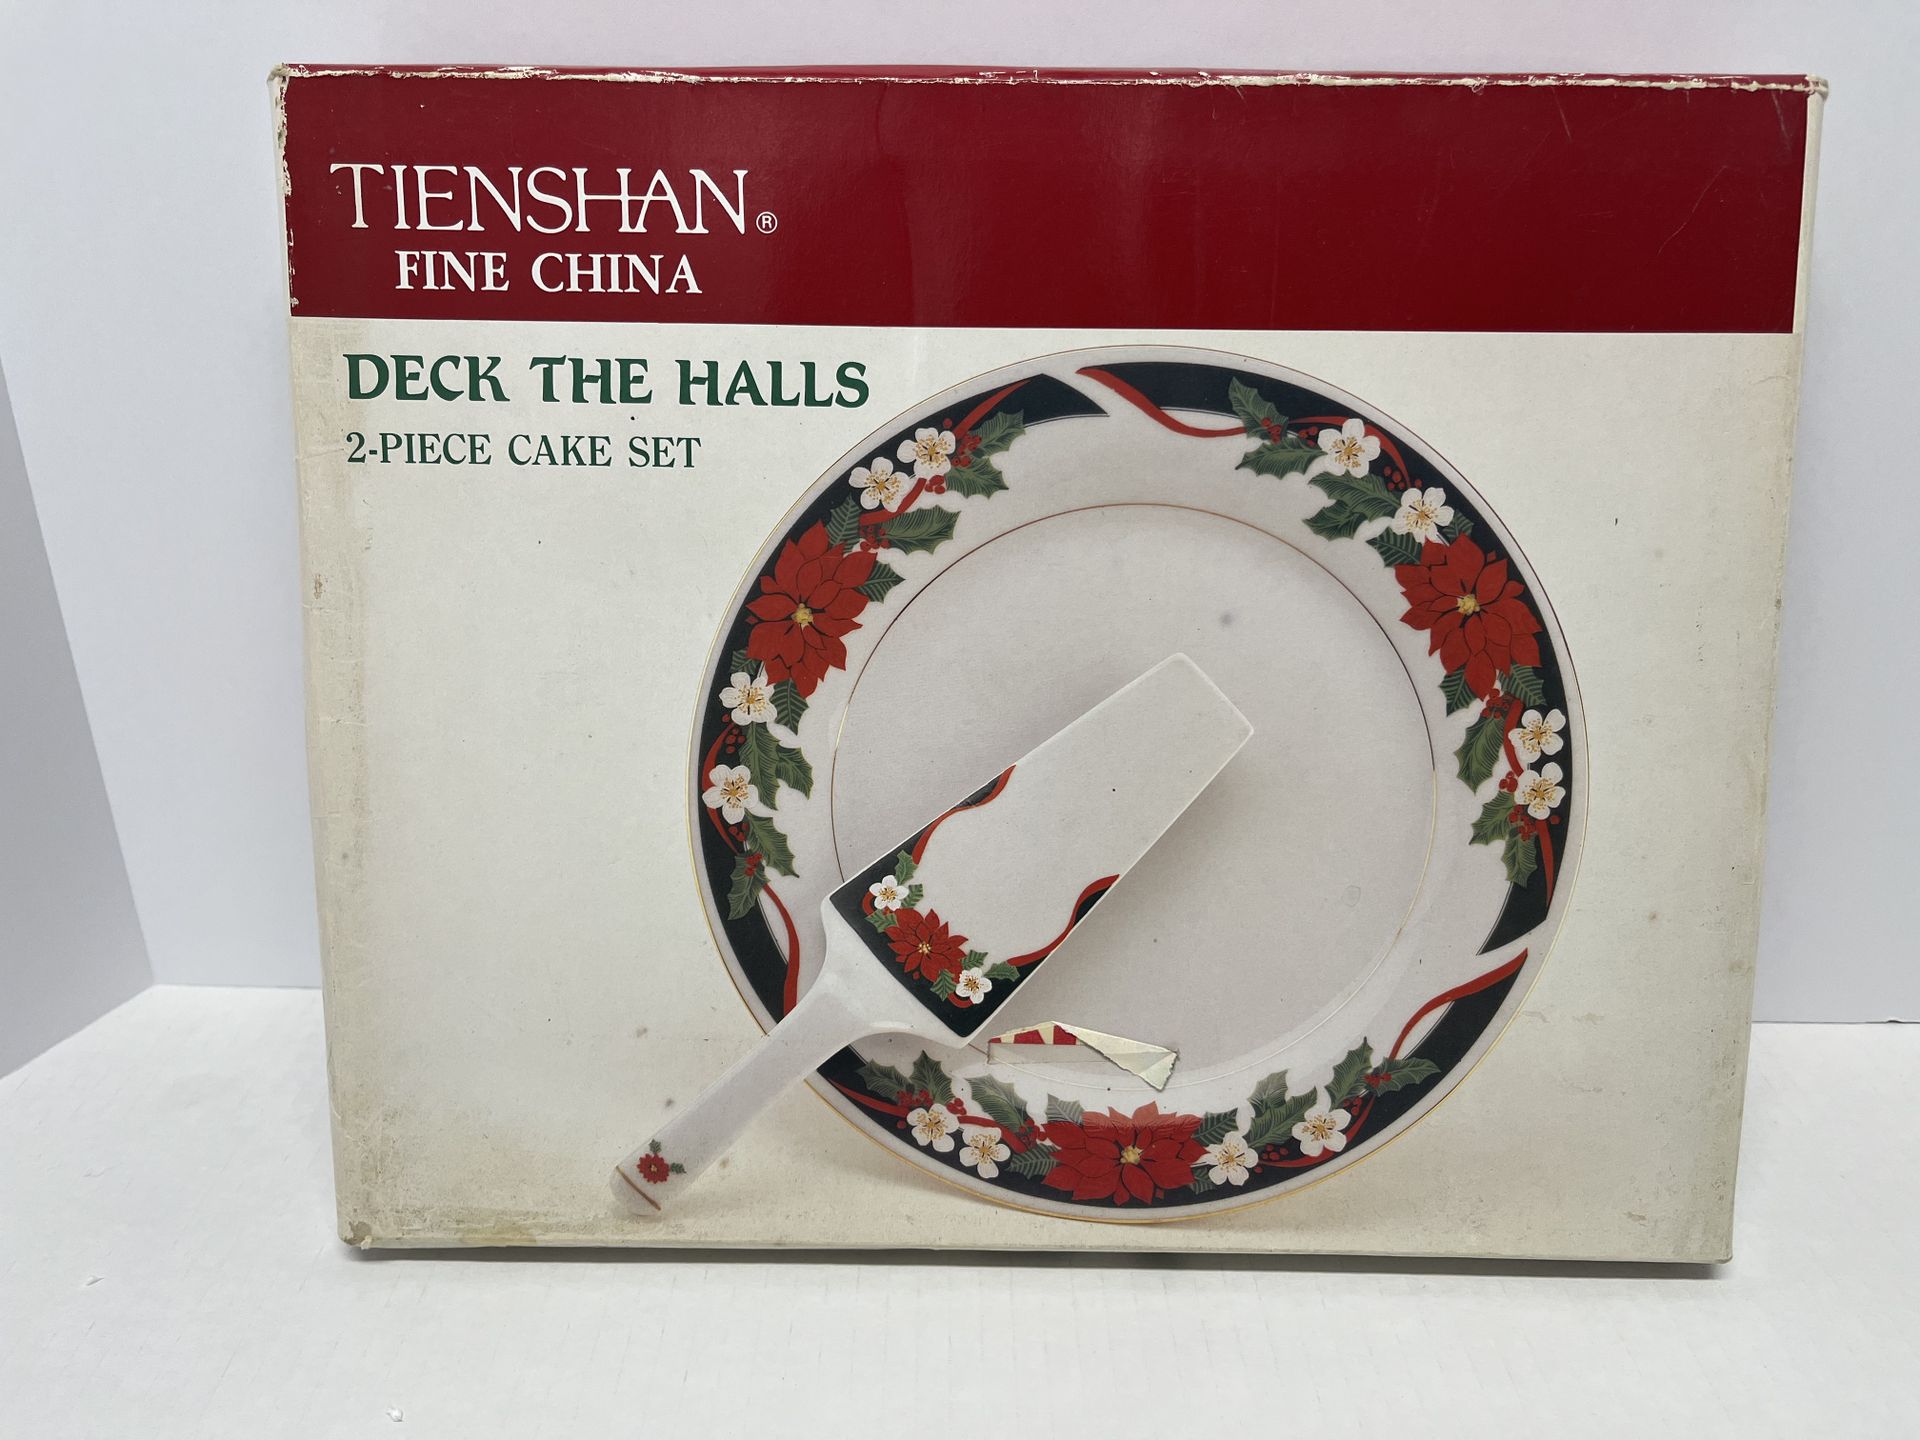 TIENSHAN®
FINE CHINA
DECK THE HALLS
2-PIECE CAKE SET